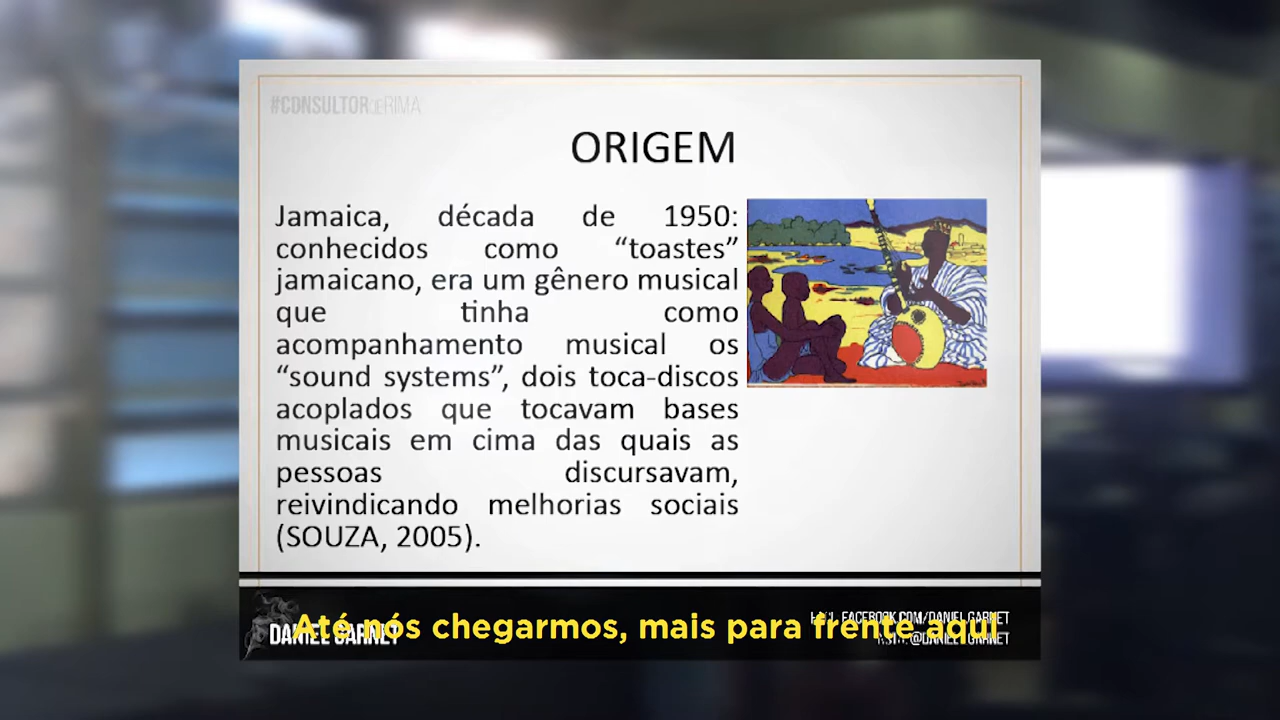 #CONSULTORDERIMA
ORIGEM
Jamaica, década de 1950:
conhecidos como “toastes”
jamaicano, era um gênero musical
que tinha como
acompanhamento musical os
“sound systems”, dois toca-discos
acoplados que tocavam bases
musicais em cima das quais as
pessoas discursavam,
reivindicando melhorias sociais
(SOUZA, 2005).
Até nós chegarmos, mais para frente aqui
DANIEL GARNET
FACEBOOK.COM/DANIELGARNET
@DANIELGARNET